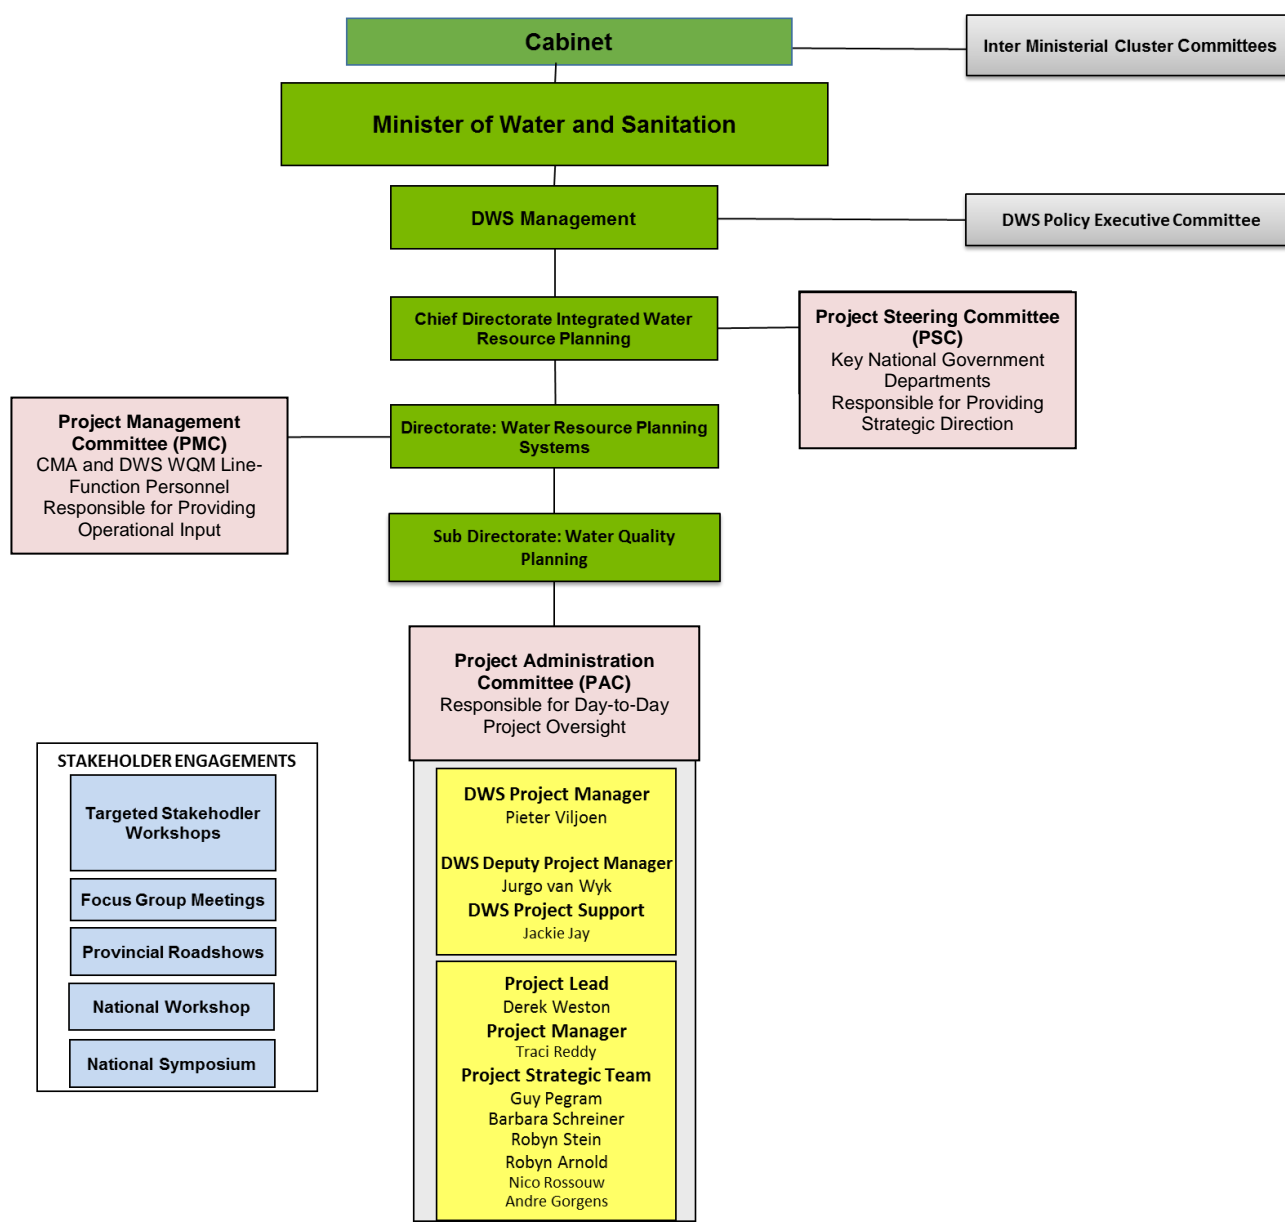 Cabinet
Inter Ministerial Cluster Committees
Minister of Water and Sanitation
DWS Management
DWS Policy Executive Committee
Chief Directorate Integrated Water
Resource Planning
Project Steering Committee
(PSC)
Key National Government
Departments
Responsible for Providing
Strategic Direction
Project Management
Committee (PMC)
CMA and DWS WQM Line-
Function Personnel
Responsible for Providing
Operational Input
Directorate: Water Resource Planning
Systems
Sub Directorate: Water Quality
Planning
Project Administration
Committee (PAC)
Responsible for Day-to-Day
Project Oversight
STAKEHOLDER ENGAGEMENTS
Targeted Stakehodler
Workshops
Focus Group Meetings
Provincial Roadshows
National Workshop
National Symposium
DWS Project Manager
Pieter Viljoen
DWS Deputy Project Manager
Jurgo van Wyk
DWS Project Support
Jackie Jay
Project Lead
Derek Weston
Project Manager
Traci Reddy
Project Strategic Team
Guy Pegram
Barbara Schreiner
Robyn Stein
Robyn Arnold
Nico Rossouw
Andre Gorgens